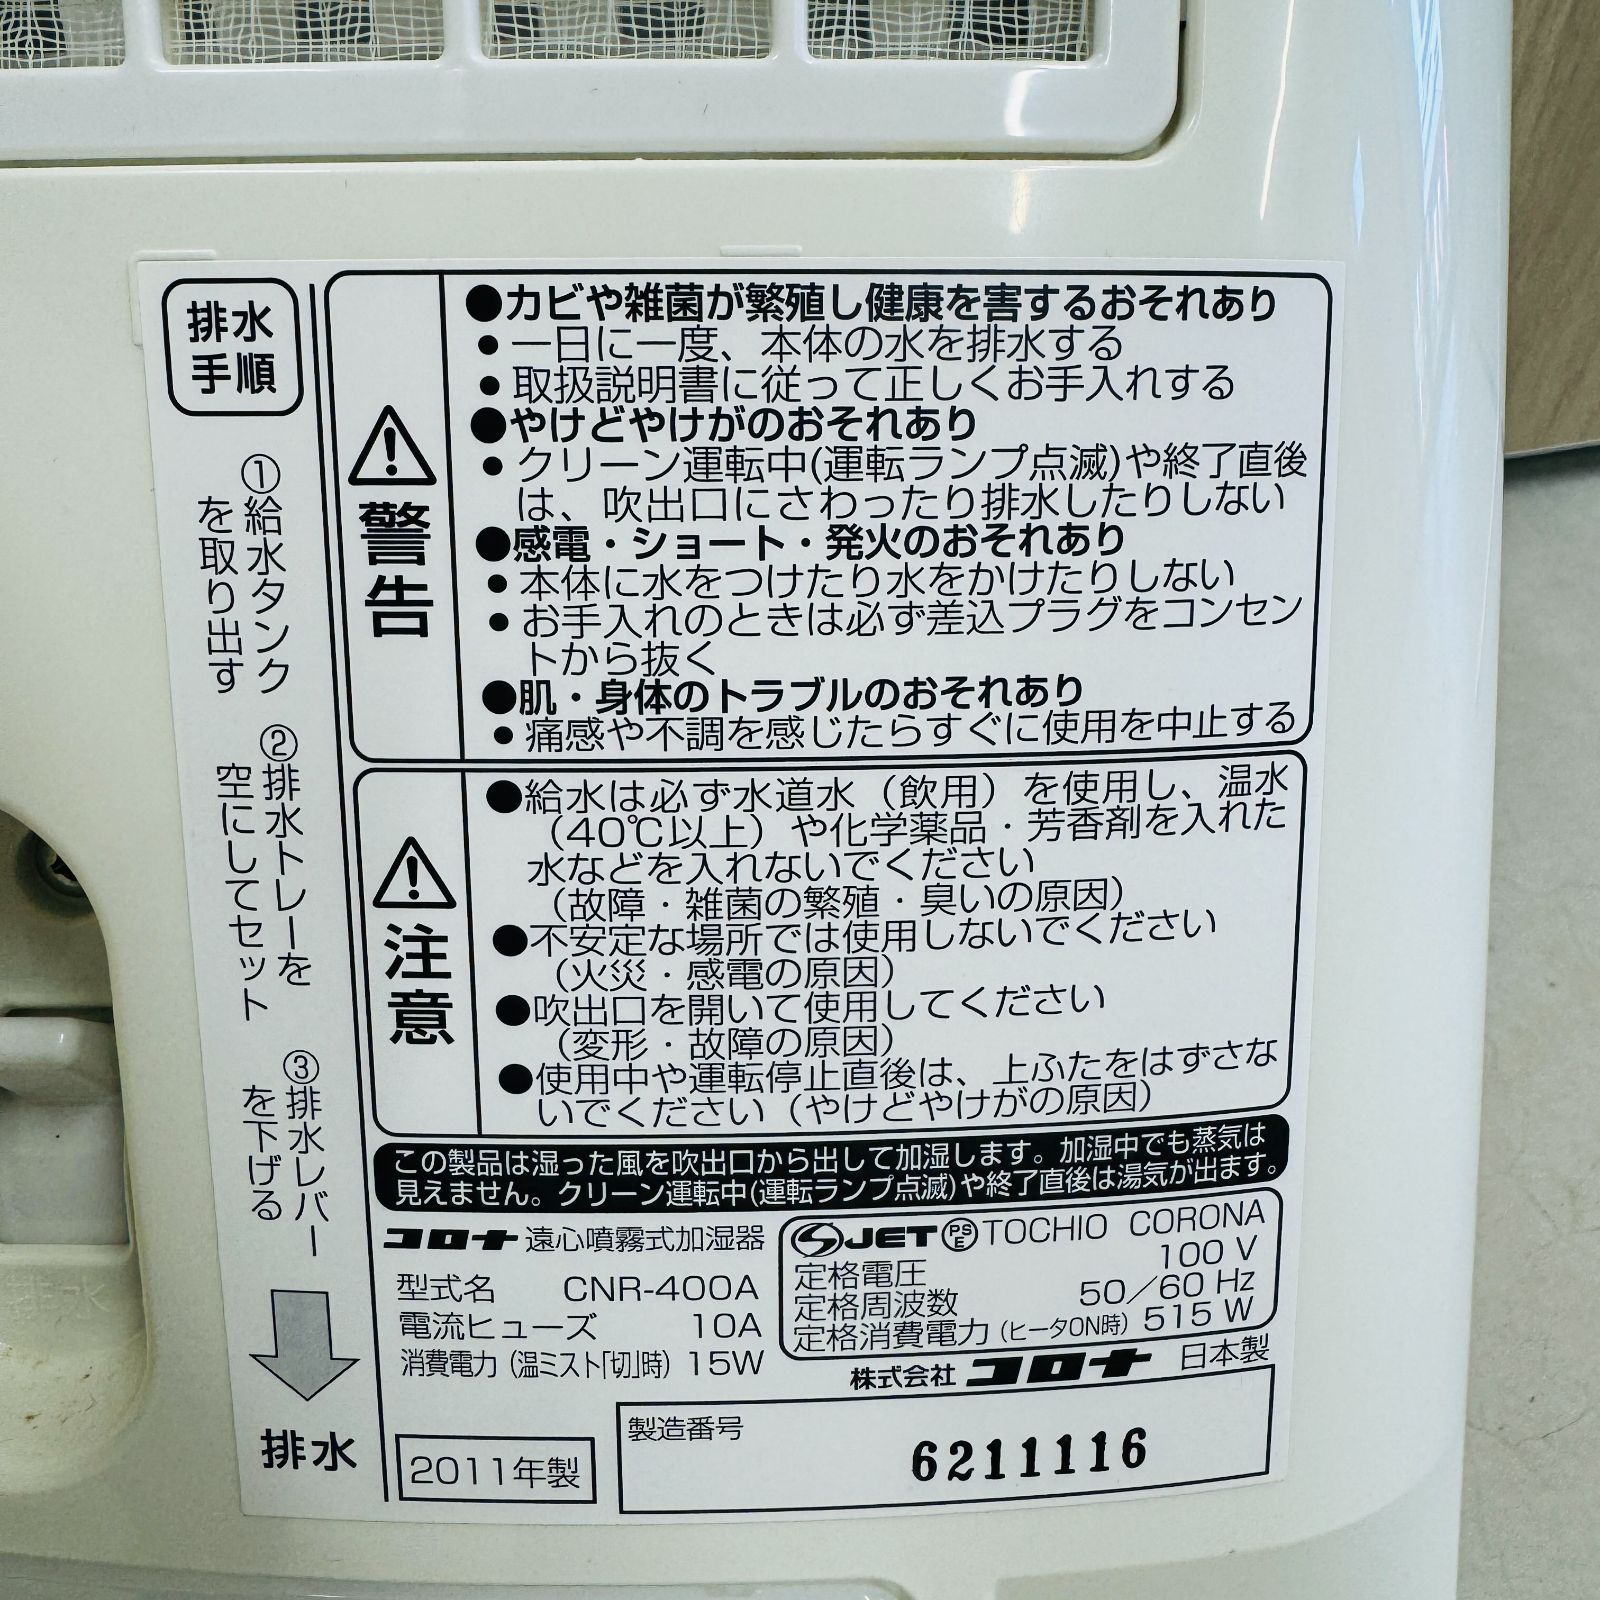 排水
手順
①給水タンク
を取り出す
②排水トレーを
空にしてセット
③排水レバー
を下げる
排水
警告
●カビや雑菌が繁殖し健康を害するおそれあり
・一日に一度、本体の水を排水する
・取扱説明書に従って正しくお手入れする
●やけどやけがのおそれあり
・クリーン運転中(運転ランプ点滅)や終了直後
は、吹出口にさわったり排水したりしない
●感電・ショート・発火のおそれあり
・本体に水をつけたり水をかけたりしない
・お手入れのときは必ず差込プラグをコンセン
トから抜く
●肌・身体のトラブルのおそれあり
・痛感や不調を感じたらすぐに使用を中止する
注意
●給水は必ず水道水（飲用）を使用し、温水
（40℃以上）や化学薬品・芳香剤を入れた
水などを入れないでください
（故障・雑菌の繁殖・臭いの原因）
●不安定な場所では使用しないでください
（火災・感電の原因）
●吹出口を開いて使用してください
（変形・故障の原因）
●使用中や運転停止直後は、上ふたをはずさな
いでください（やけどやけがの原因）
この製品は湿った風を吹出口から出して加湿します。加湿中でも蒸気は
見えません。クリーン運転中(運転ランプ点滅)や終了直後は湯気が出ます。
コロナ 遠心噴霧式加湿器
型式名 CNR-400A
電流ヒューズ 10A
消費電力（温ミスト「切」時）15W
JET PSE TOCHIO CORONA
定格電圧 100 V
定格周波数 50／60 Hz
定格消費電力（ヒータON時）515 W
株式会社 コロナ 日本製
2011年製
製造番号
6211116